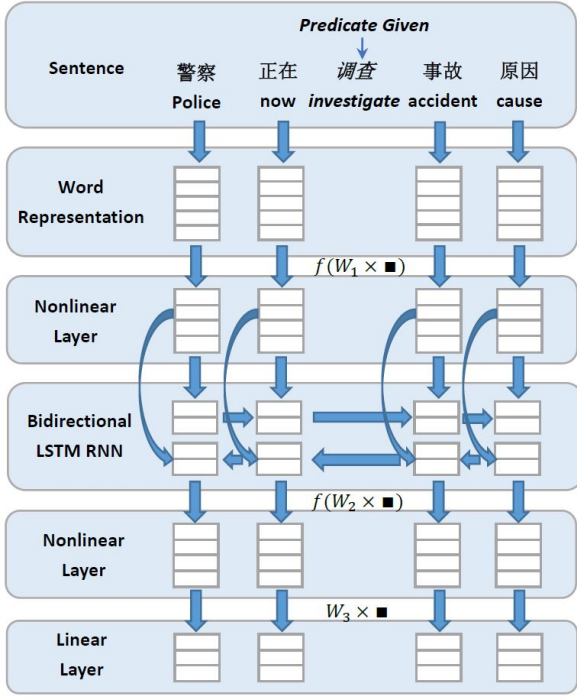 Predicate Given
Sentence
警察 正在 调查 事故 原因
Police now investigate accident cause
Word
Representation
f(W₁ × ■)
Nonlinear
Layer
Bidirectional
LSTM RNN
f(W₂ × ■)
Nonlinear
Layer
W₃ × ■
Linear
Layer